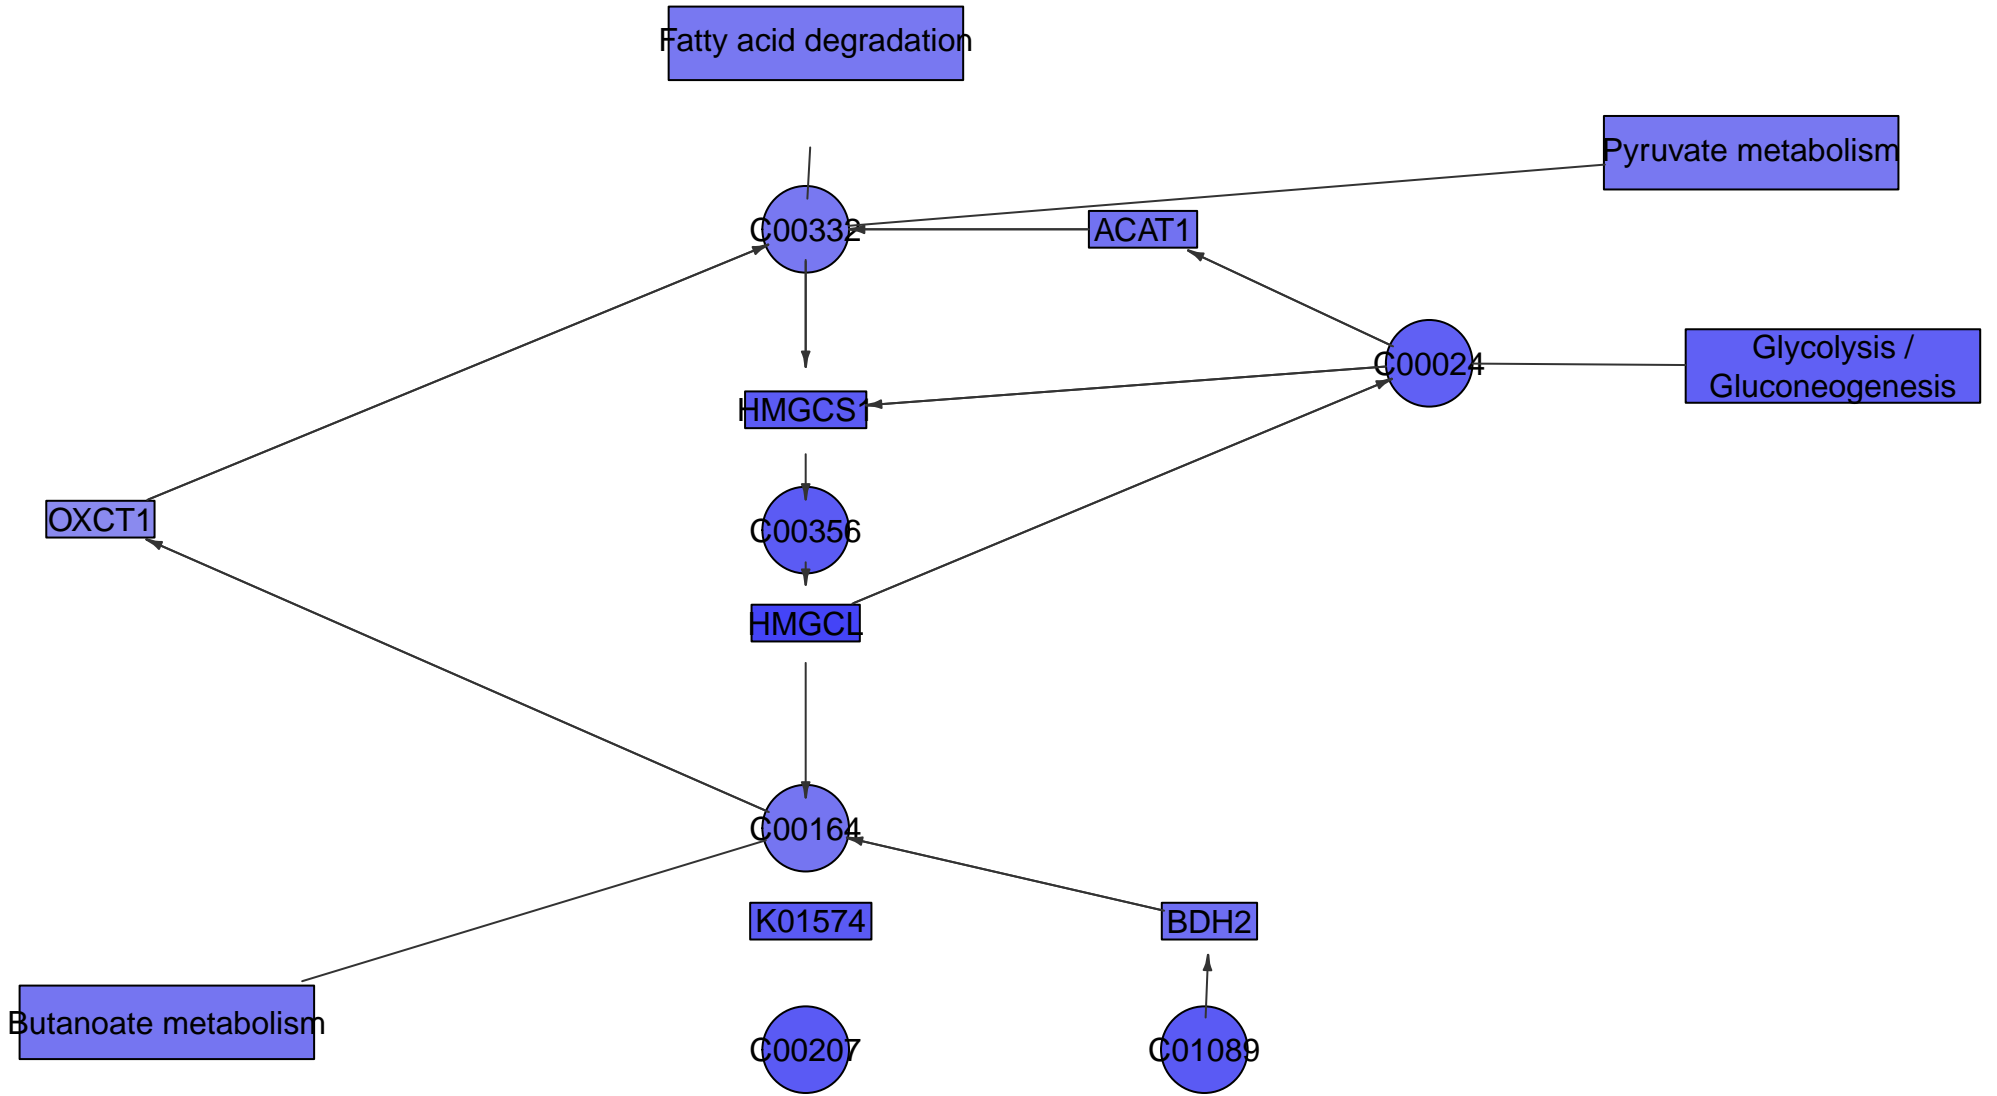 Fatty acid degradation
Pyruvate metabolism
C00332
ACAT1
Glycolysis /
Gluconeogenesis
C00024
HMGCS1
OXCT1
C00356
HMGCL
C00164
K01574
BDH2
Butanoate metabolism
C00207
C01089